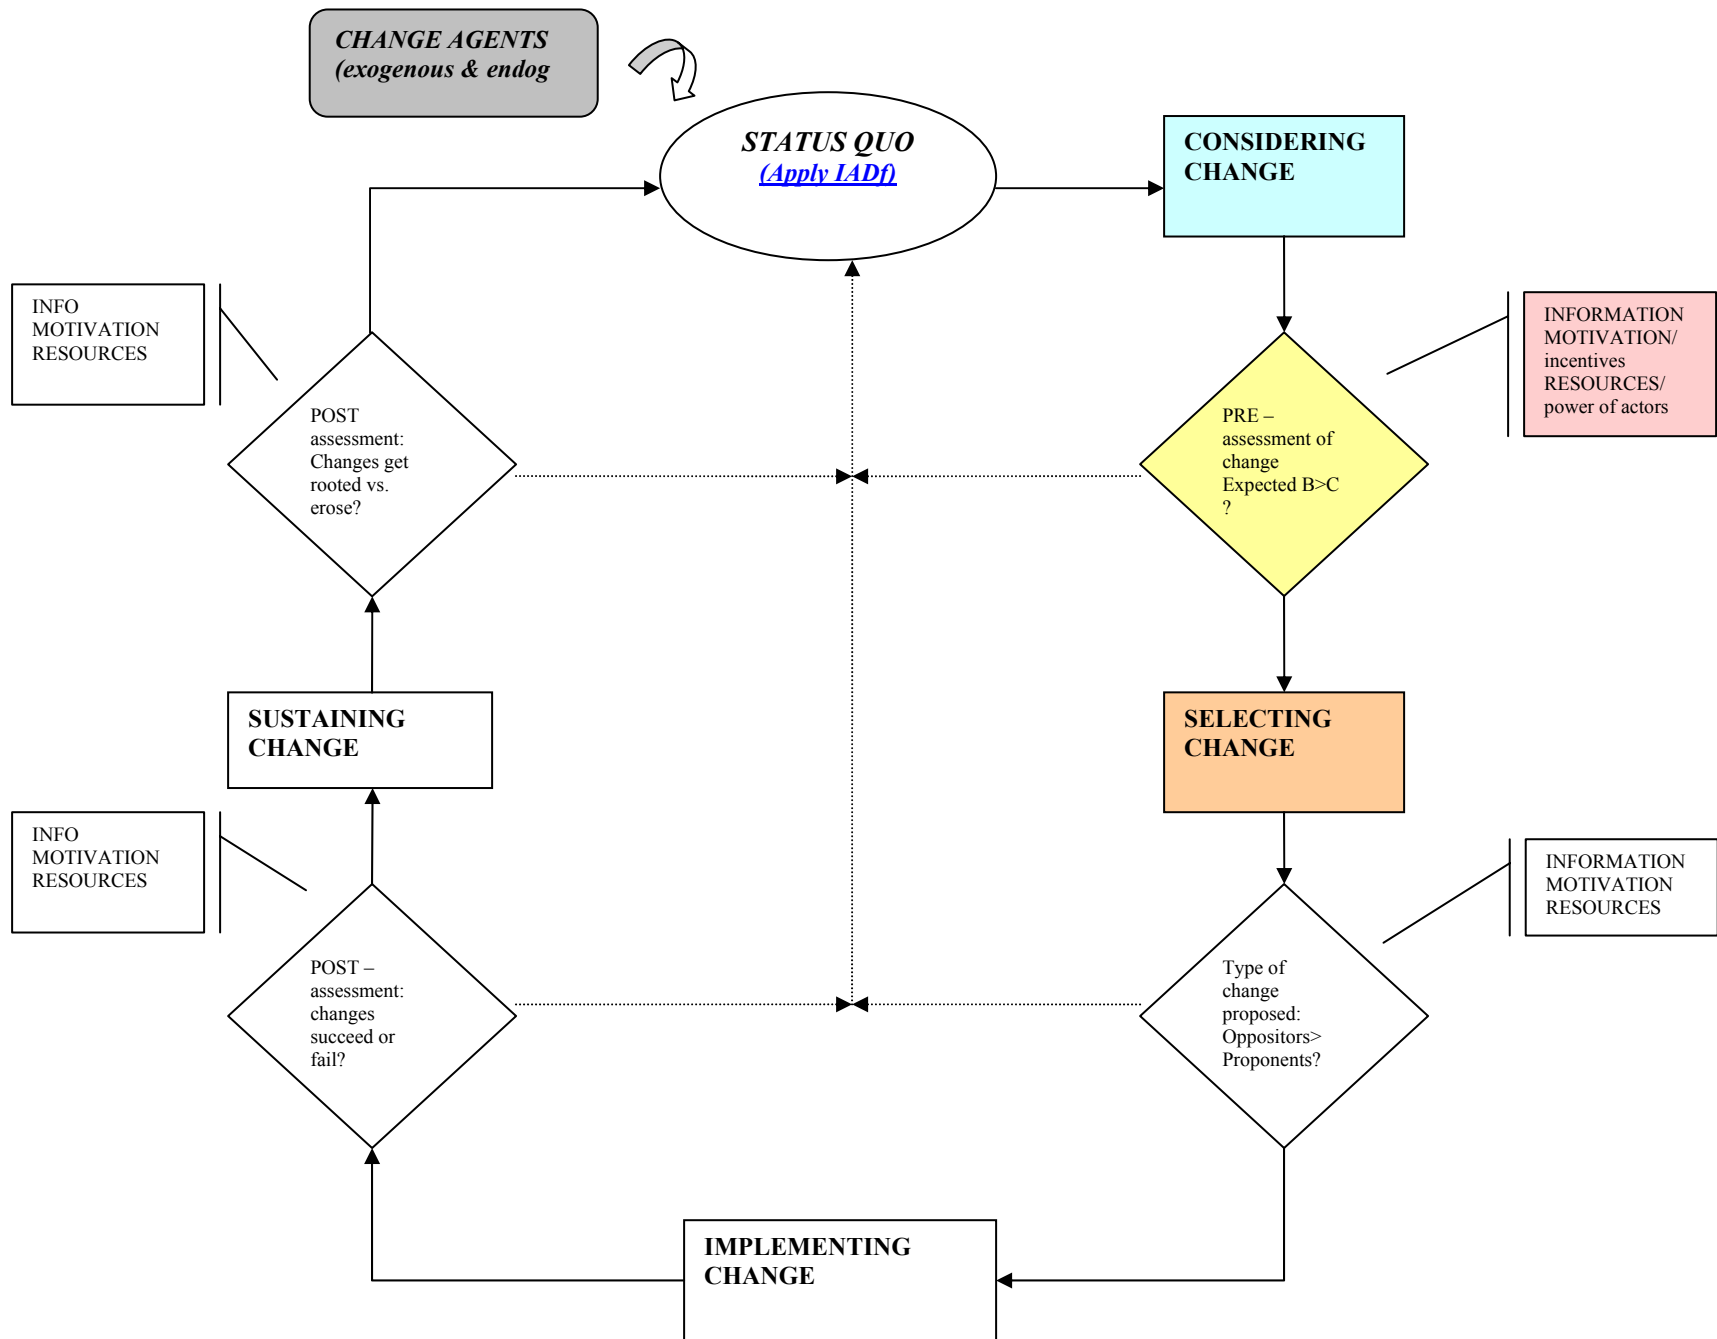 CHANGE AGENTS
(exogenous & endog
STATUS QUO
(Apply IADf)
CONSIDERING
CHANGE
INFO
MOTIVATION
RESOURCES
INFORMATION
MOTIVATION/
incentives
RESOURCES/
power of actors
POST
assessment:
Changes get
rooted vs.
erose?
PRE –
assessment of
change
Expected B>C
?
SUSTAINING
CHANGE
SELECTING
CHANGE
INFO
MOTIVATION
RESOURCES
INFORMATION
MOTIVATION
RESOURCES
POST –
assessment:
changes
succeed or
fail?
Type of
change
proposed:
Oppositors>
Proponents?
IMPLEMENTING
CHANGE